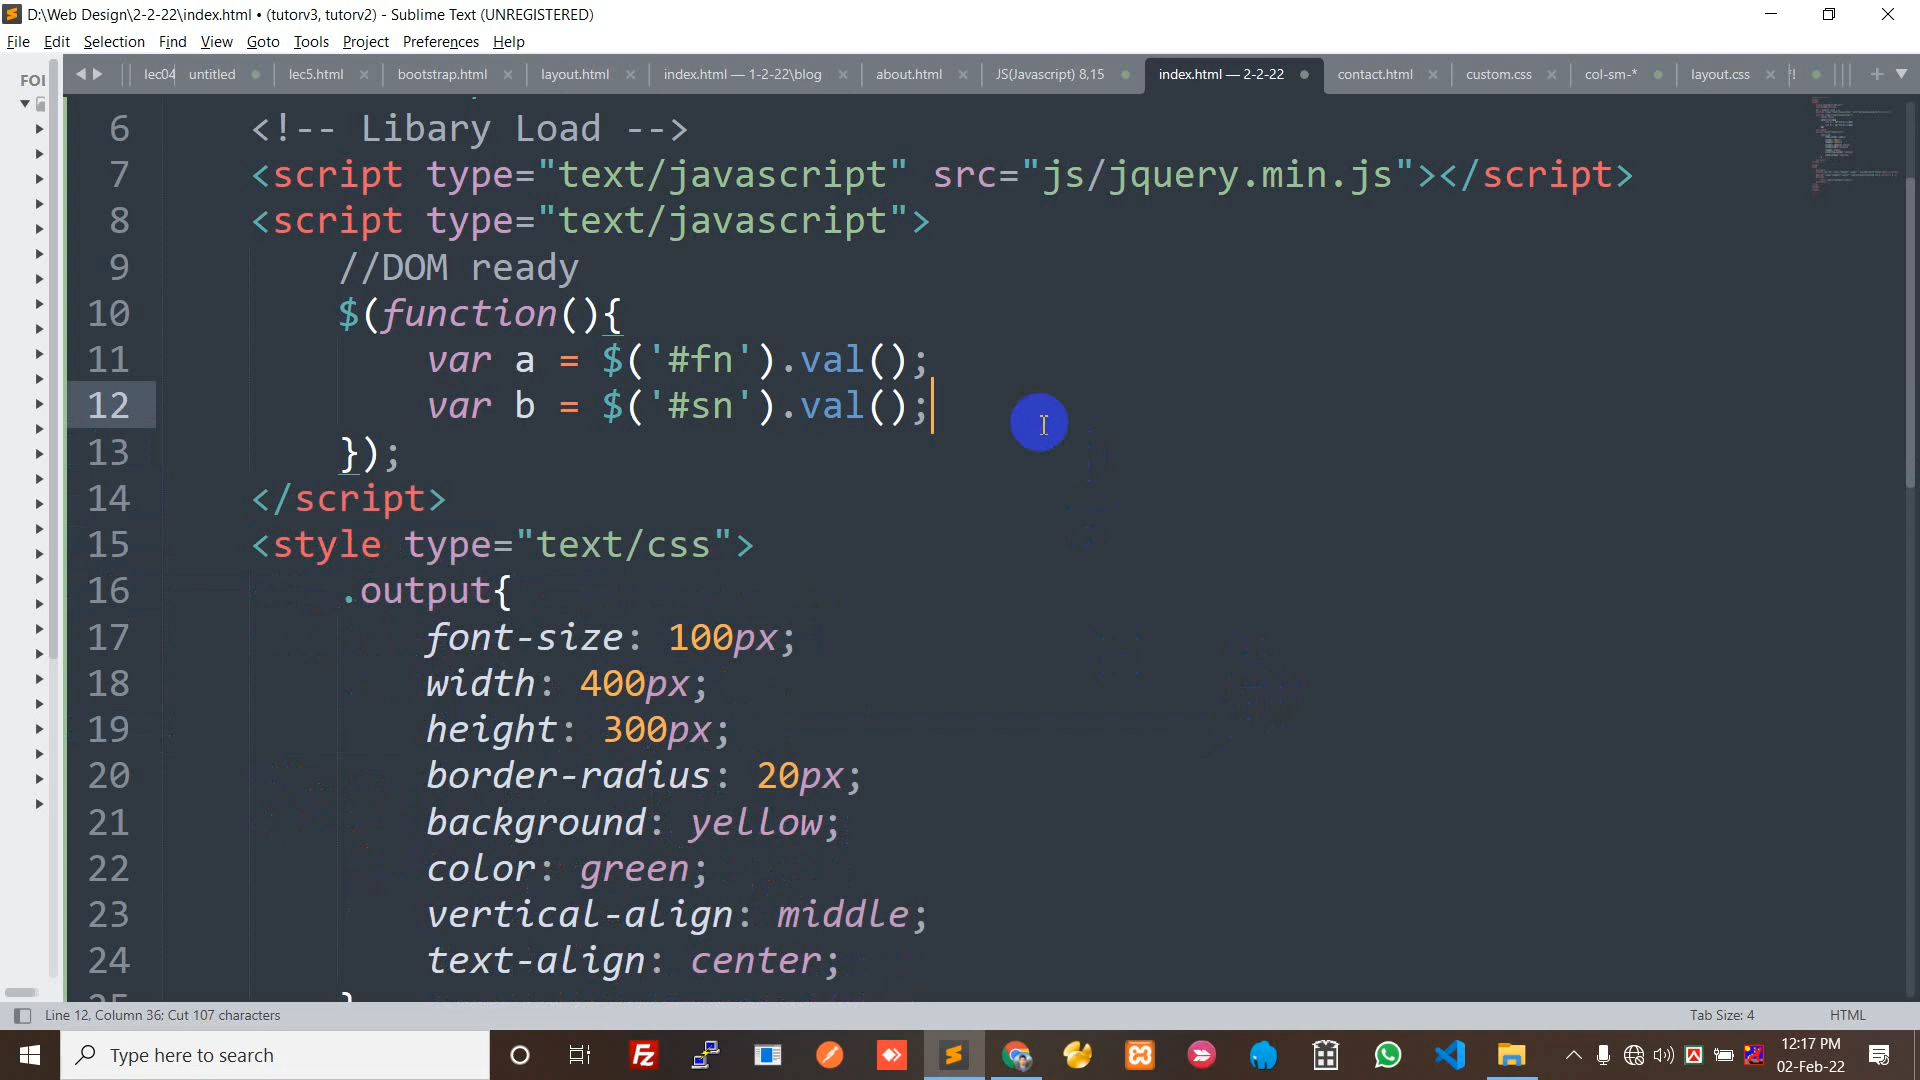 D:\Web Design\2-2-22\index.html • (tutorv3, tutorv2) - Sublime Text (UNREGISTERED)
File Edit Selection Find View Goto Tools Project Preferences Help
FOI
lec04 untitled lec5.html bootstrap.html layout.html index.html — 1-2-22\blog about.html JS(Javascript) 8,15 index.html — 2-2-22 contact.html custom.css col-sm-* layout.css
6 <!-- Libary Load -->
7 <script type="text/javascript" src="js/jquery.min.js"></script>
8 <script type="text/javascript">
9 //DOM ready
10 $(function(){
11 var a = $('#fn').val();
12 var b = $('#sn').val();
13 });
14 </script>
15 <style type="text/css">
16 .output{
17 font-size: 100px;
18 width: 400px;
19 height: 300px;
20 border-radius: 20px;
21 background: yellow;
22 color: green;
23 vertical-align: middle;
24 text-align: center;
25 }
Line 12, Column 36; Cut 107 characters Tab Size: 4 HTML
Type here to search
12:17 PM
02-Feb-22